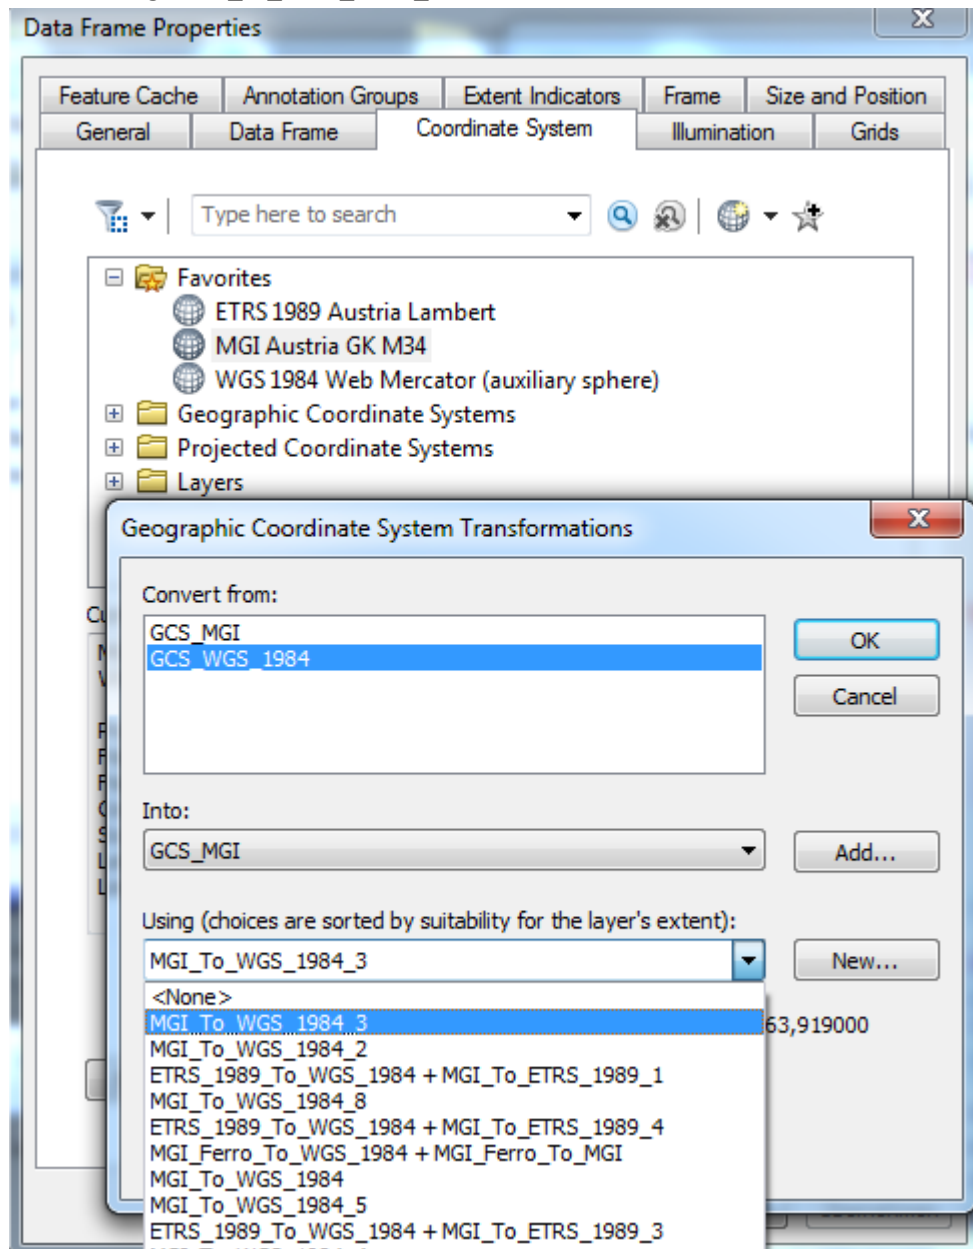 Data Frame Properties
Feature Cache Annotation Groups Extent Indicators Frame Size and Position
General Data Frame Coordinate System Illumination Grids
Type here to search
Favorites
ETRS 1989 Austria Lambert
MGI Austria GK M34
WGS 1984 Web Mercator (auxiliary sphere)
Geographic Coordinate Systems
Projected Coordinate Systems
Layers
Geographic Coordinate System Transformations
Convert from:
GCS_MGI
GCS_WGS_1984
OK
Cancel
Into:
GCS_MGI
Add...
Using (choices are sorted by suitability for the layer's extent):
MGI_To_WGS_1984_3
New...
<None>
MGI_To_WGS_1984_3
63,919000
MGI_To_WGS_1984_2
ETRS_1989_To_WGS_1984 + MGI_To_ETRS_1989_1
MGI_To_WGS_1984_8
ETRS_1989_To_WGS_1984 + MGI_To_ETRS_1989_4
MGI_Ferro_To_WGS_1984 + MGI_Ferro_To_MGI
MGI_To_WGS_1984
MGI_To_WGS_1984_5
ETRS_1989_To_WGS_1984 + MGI_To_ETRS_1989_3